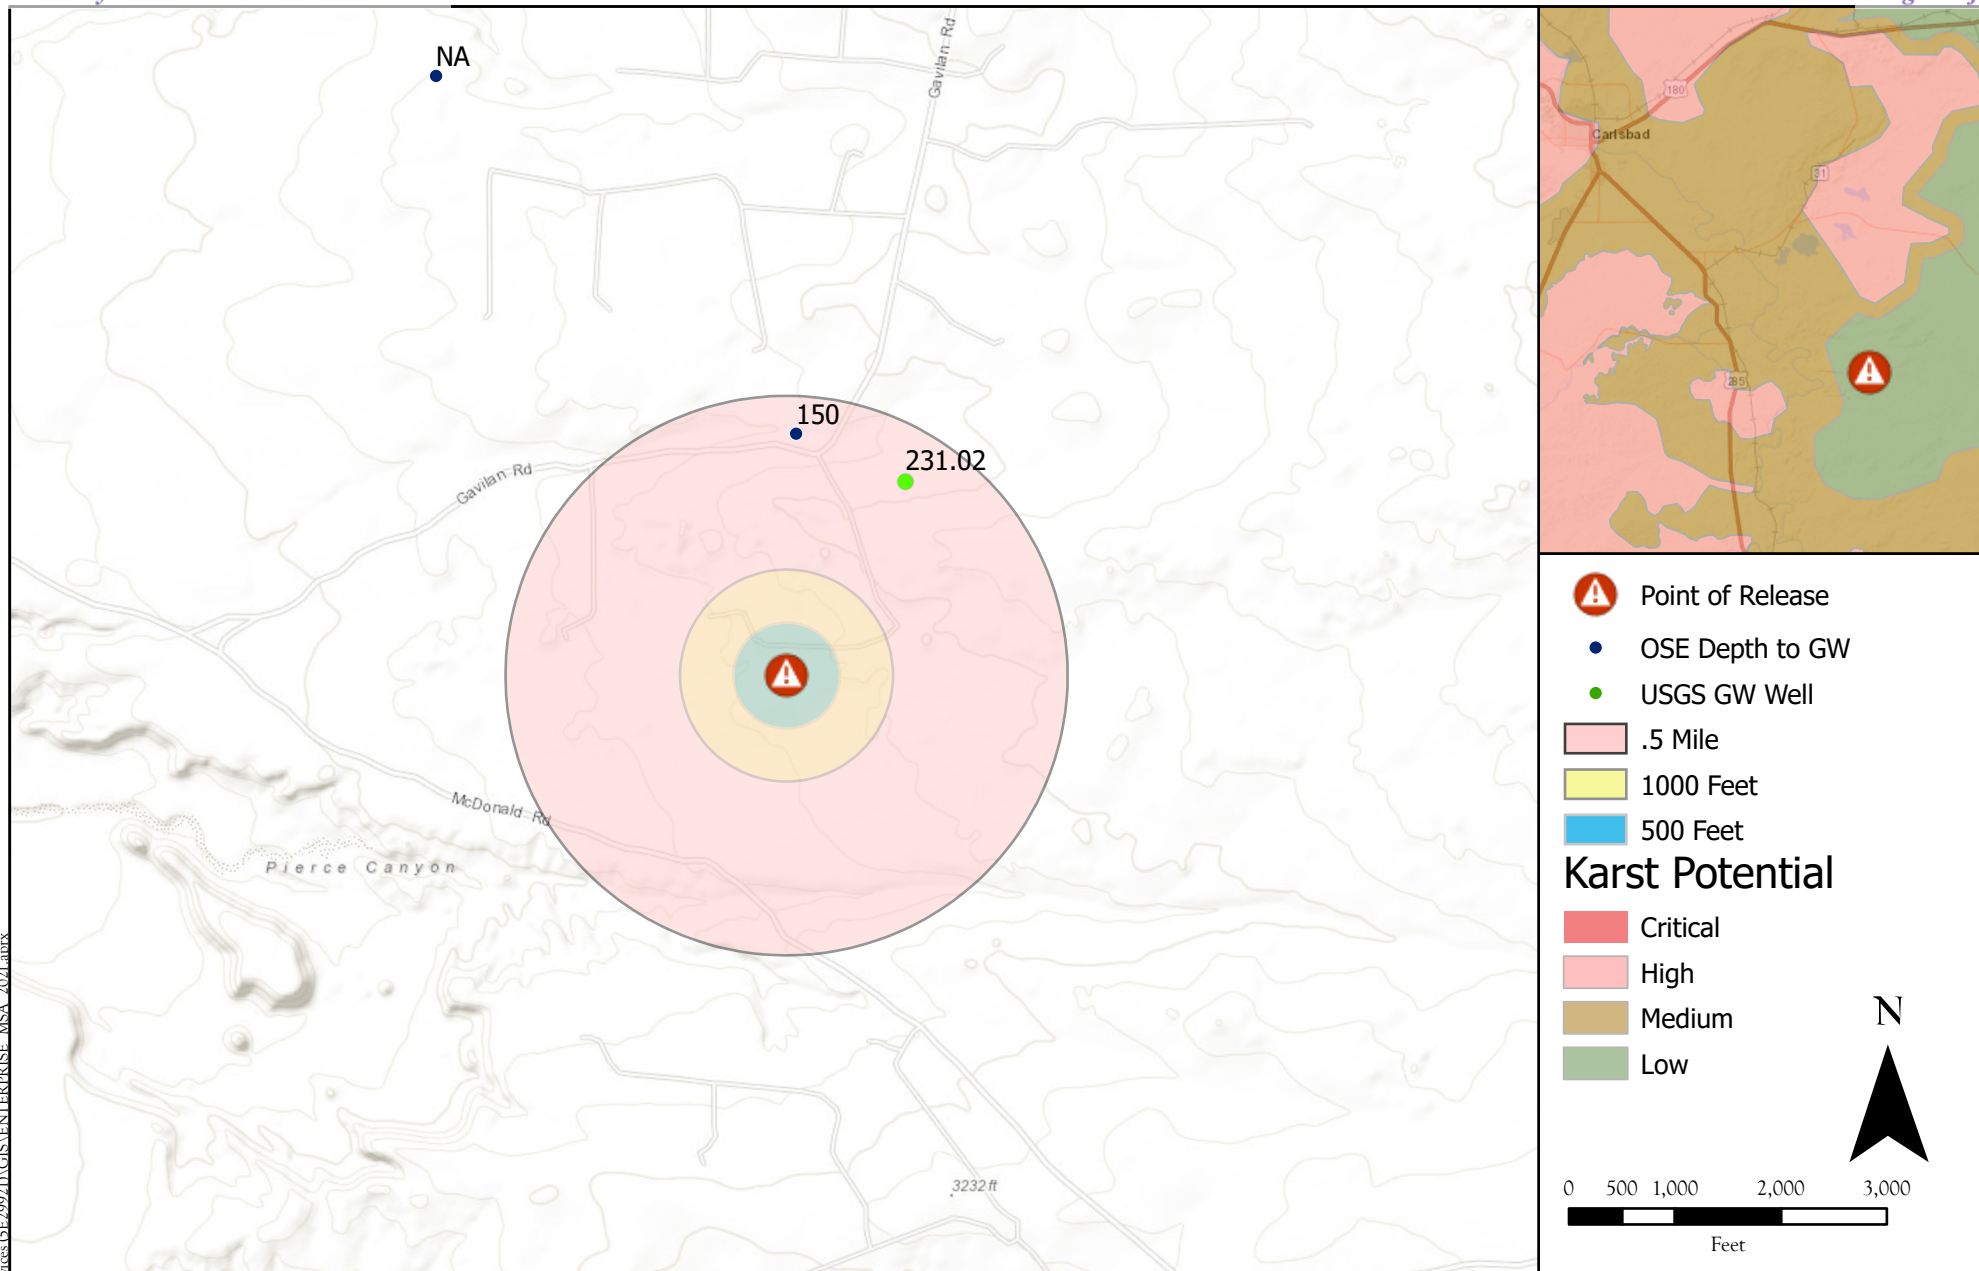 NA
Gavilan Rd
150
231.02
Gavilan Rd
McDonald Rd
Pierce Canyon
3232 ft
180
Carlsbad
31
285
Point of Release
OSE Depth to GW
USGS GW Well
.5 Mile
1000 Feet
500 Feet
Karst Potential
Critical
High
Medium
Low
N
0 500 1,000 2,000 3,000
Feet